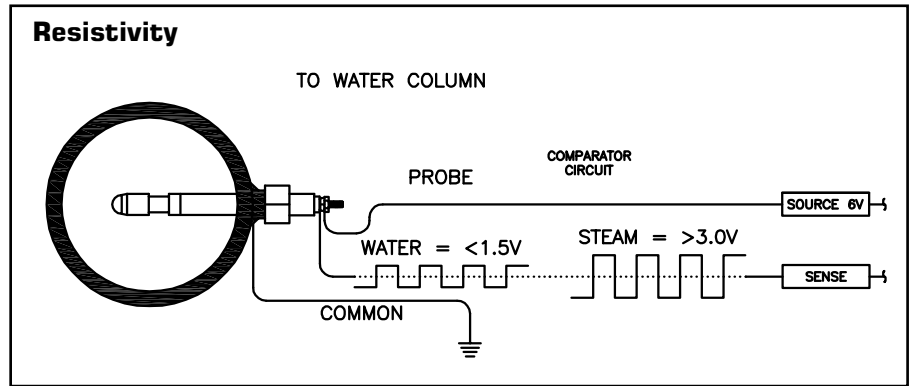 Resistivity
TO WATER COLUMN
COMPARATOR
CIRCUIT
PROBE
SOURCE 6V
WATER = <1.5V
STEAM = >3.0V
SENSE
COMMON